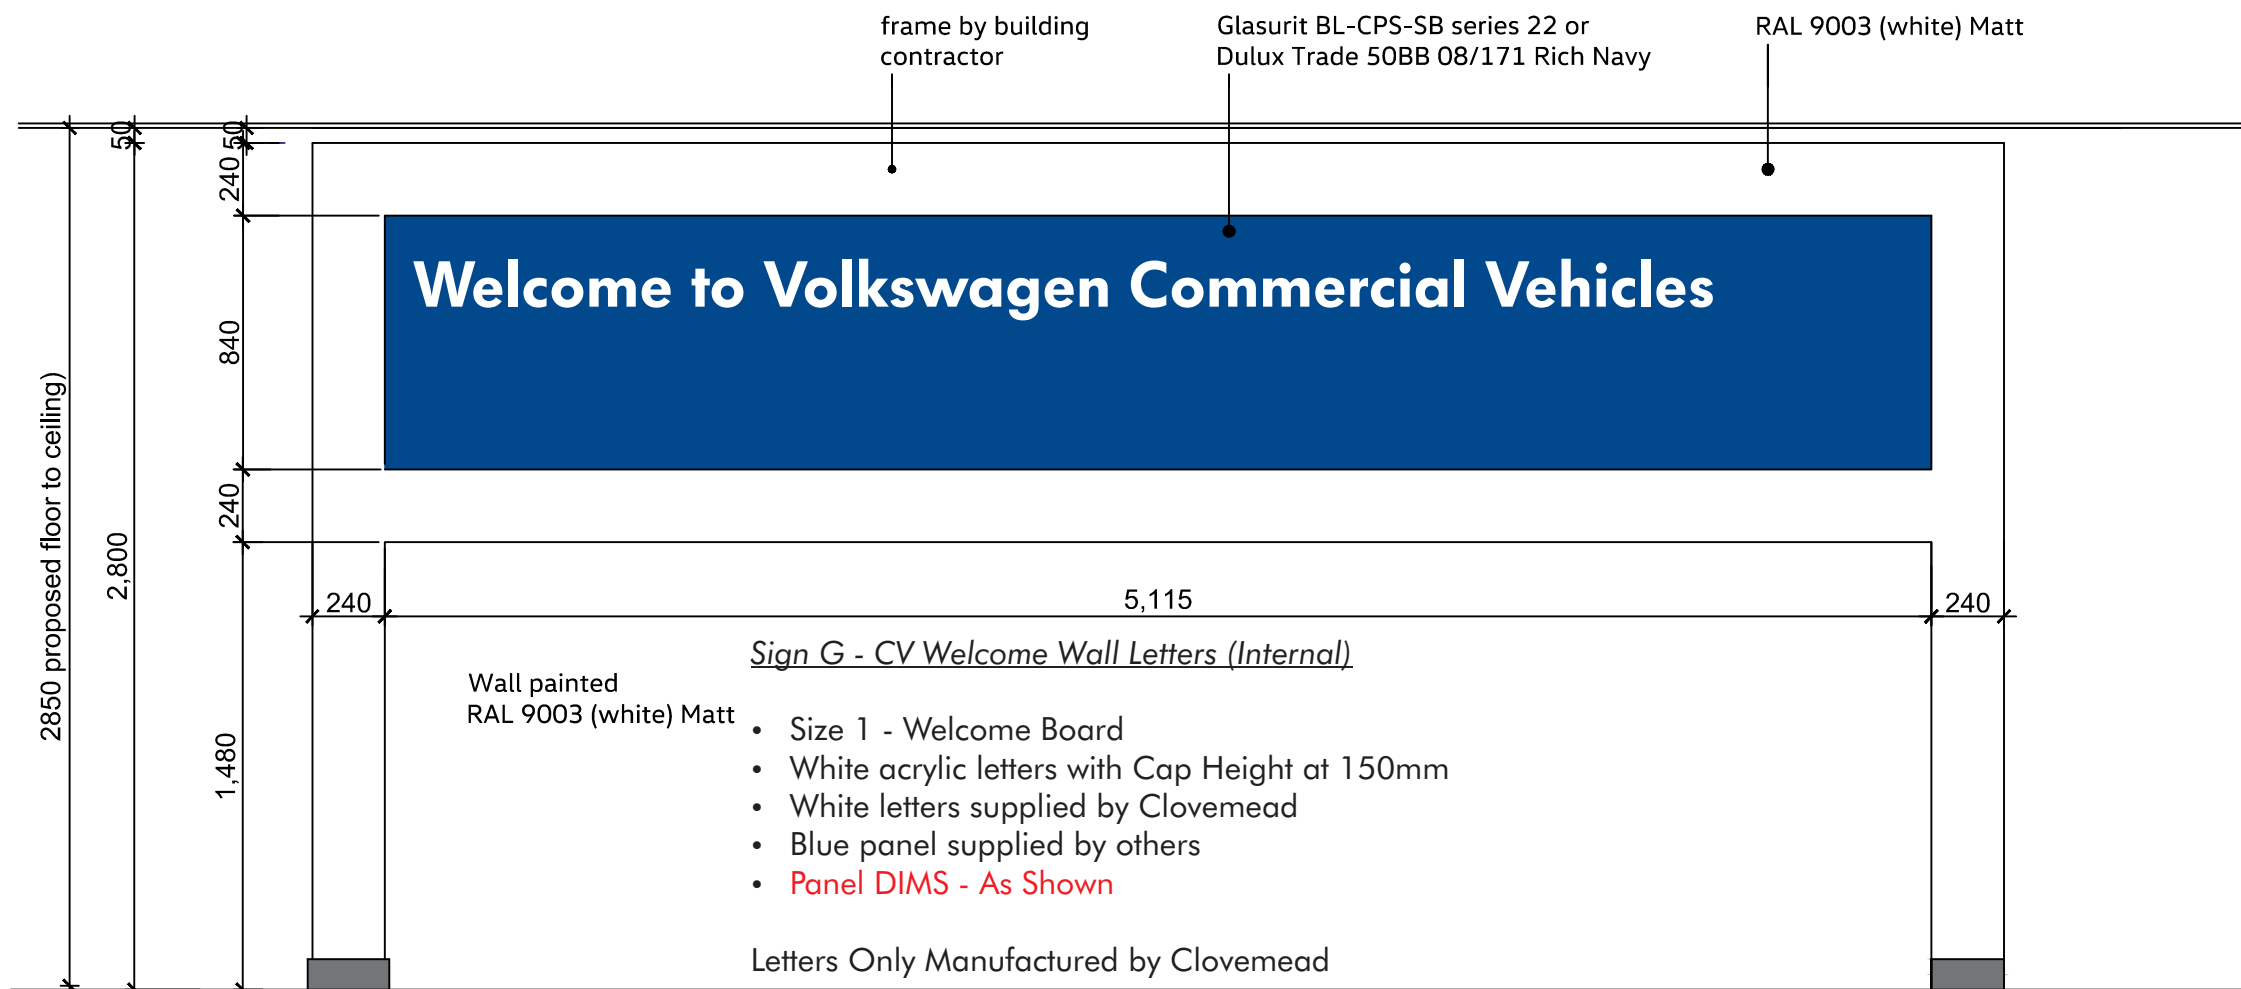 frame by building
contractor
Glasurit BL-CPS-SB series 22 or
Dulux Trade 50BB 08/171 Rich Navy
RAL 9003 (white) Matt
50
50
240
Welcome to Volkswagen Commercial Vehicles
840
2850 proposed floor to ceiling)
240
2,800
240
5,115
240
Sign G - CV Welcome Wall Letters (Internal)
Wall painted
RAL 9003 (white) Matt
1,480
• Size 1 - Welcome Board
• White acrylic letters with Cap Height at 150mm
• White letters supplied by Clovemead
• Blue panel supplied by others
• Panel DIMS - As Shown
Letters Only Manufactured by Clovemead